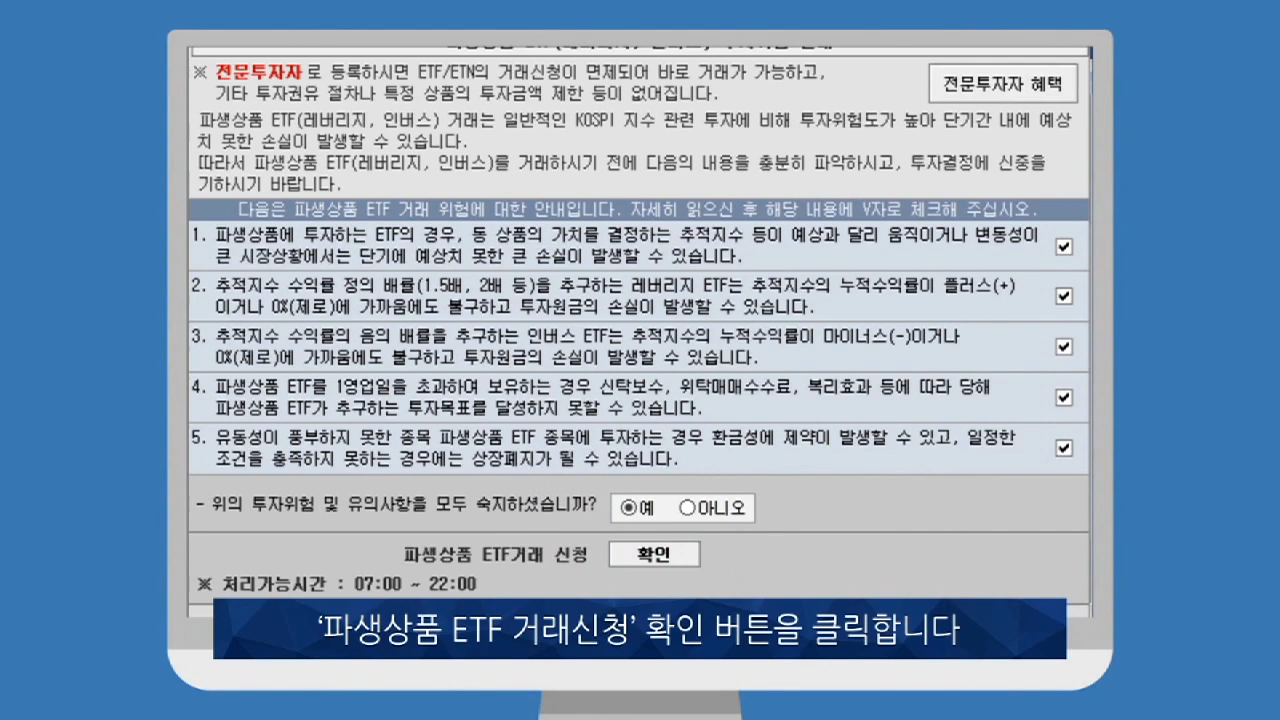 ※ 전문투자자로 등록하시면 ETF/ETN의 거래신청이 면제되어 바로 거래가 가능하고,
기타 투자권유 절차나 특정 상품의 투자금액 제한 등이 없어집니다.
전문투자자 혜택
파생상품 ETF(레버리지, 인버스) 거래는 일반적인 KOSPI 지수 관련 투자에 비해 투자위험도가 높아 단기간 내에 예상
치 못한 손실이 발생할 수 있습니다.
따라서 파생상품 ETF(레버리지, 인버스)를 거래하시기 전에 다음의 내용을 충분히 파악하시고, 투자결정에 신중을
기하시기 바랍니다.
다음은 파생상품 ETF 거래 위험에 대한 안내입니다. 자세히 읽으신 후 해당 내용에 V자로 체크해 주십시오.
1. 파생상품에 투자하는 ETF의 경우, 동 상품의 가치를 결정하는 추적지수 등이 예상과 달리 움직이거나 변동성이
큰 시장상황에서는 단기에 예상치 못한 큰 손실이 발생할 수 있습니다.
2. 추적지수 수익률 정의 배률(1.5배, 2배 등)을 추구하는 레버리지 ETF는 추적지수의 누적수익률이 플러스(+)
이거나 0%(제로)에 가까움에도 불구하고 투자원금의 손실이 발생할 수 있습니다.
3. 추적지수 수익률의 음의 배률을 추구하는 인버스 ETF는 추적지수의 누적수익률이 마이너스(-)이거나
0%(제로)에 가까움에도 불구하고 투자원금의 손실이 발생할 수 있습니다.
4. 파생상품 ETF를 1영업일을 초과하여 보유하는 경우 신탁보수, 위탁매매수수료, 복리효과 등에 따라 당해
파생상품 ETF가 추구하는 투자목표를 달성하지 못할 수 있습니다.
5. 유동성이 풍부하지 못한 종목 파생상품 ETF 종목에 투자하는 경우 환금성에 제약이 발생할 수 있고, 일정한
조건을 충족하지 못하는 경우에는 상장폐지가 될 수 있습니다.
- 위의 투자위험 및 유의사항을 모두 숙지하셨습니까? 예 아니오
파생상품 ETF거래 신청 확인
※ 처리가능시간 : 07:00 ~ 22:00
‘파생상품 ETF 거래신청’ 확인 버튼을 클릭합니다